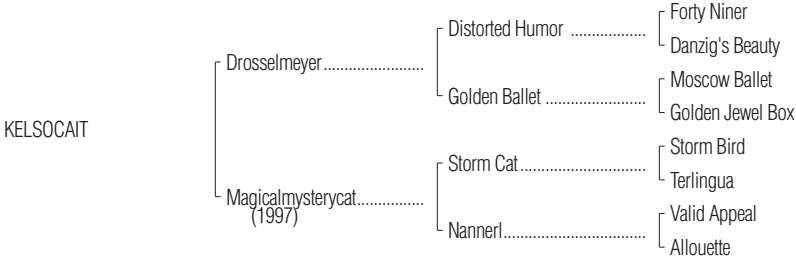 Forty Niner
Distorted Humor ..................
Danzig's Beauty
Drosselmeyer........................
Moscow Ballet
Golden Ballet ........................
Golden Jewel Box
KELSOCAIT
Storm Bird
Storm Cat..............................
Terlingua
Magicalmysterycat................
(1997)
Valid Appeal
Nannerl..................................
Allouette